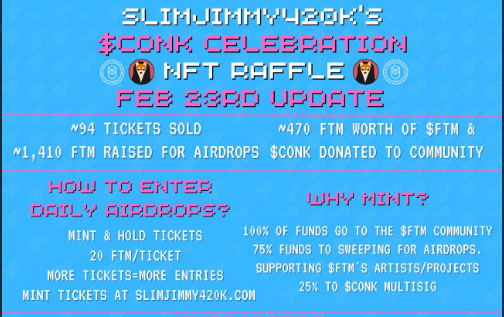 SLIMJIMMY420K'S
$CONK CELEBRATION
NFT RAFFLE
FEB 23RD UPDATE
~94 TICKETS SOLD
~1,410 FTM RAISED FOR AIRDROPS
~470 FTM WORTH OF $FTM &
$CONK DONATED TO COMMUNITY
HOW TO ENTER
DAILY AIRDROPS?
MINT & HOLD TICKETS
20 FTM/TICKET
MORE TICKETS=MORE ENTRIES
MINT TICKETS AT SLIMJIMMY420K.COM
WHY MINT?
100% OF FUNDS GO TO THE $FTM COMMUNITY
75% FUNDS TO SWEEPING FOR AIRDROPS.
SUPPORTING $FTM'S ARTISTS/PROJECTS
25% TO $CONK MULTISIG